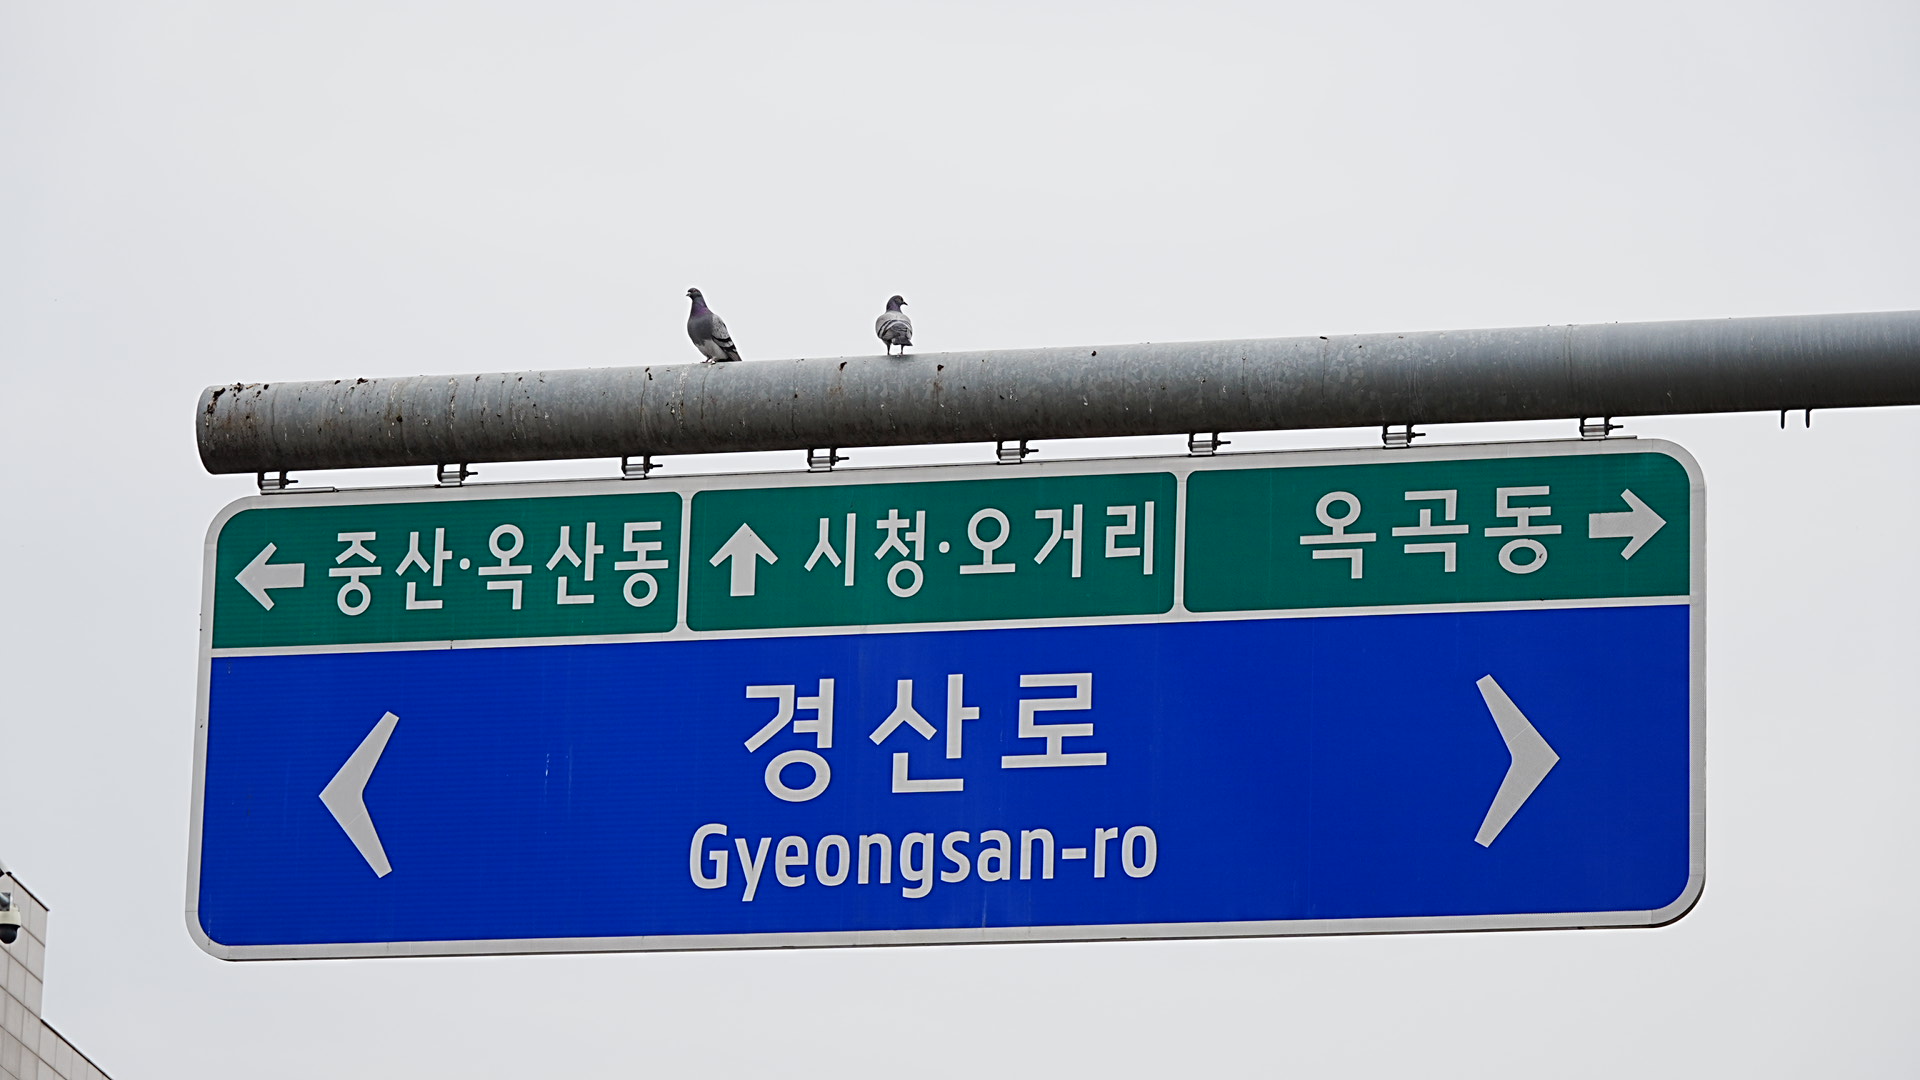 중산·옥산동
시청·오거리
옥곡동
경산로
Gyeongsan-ro